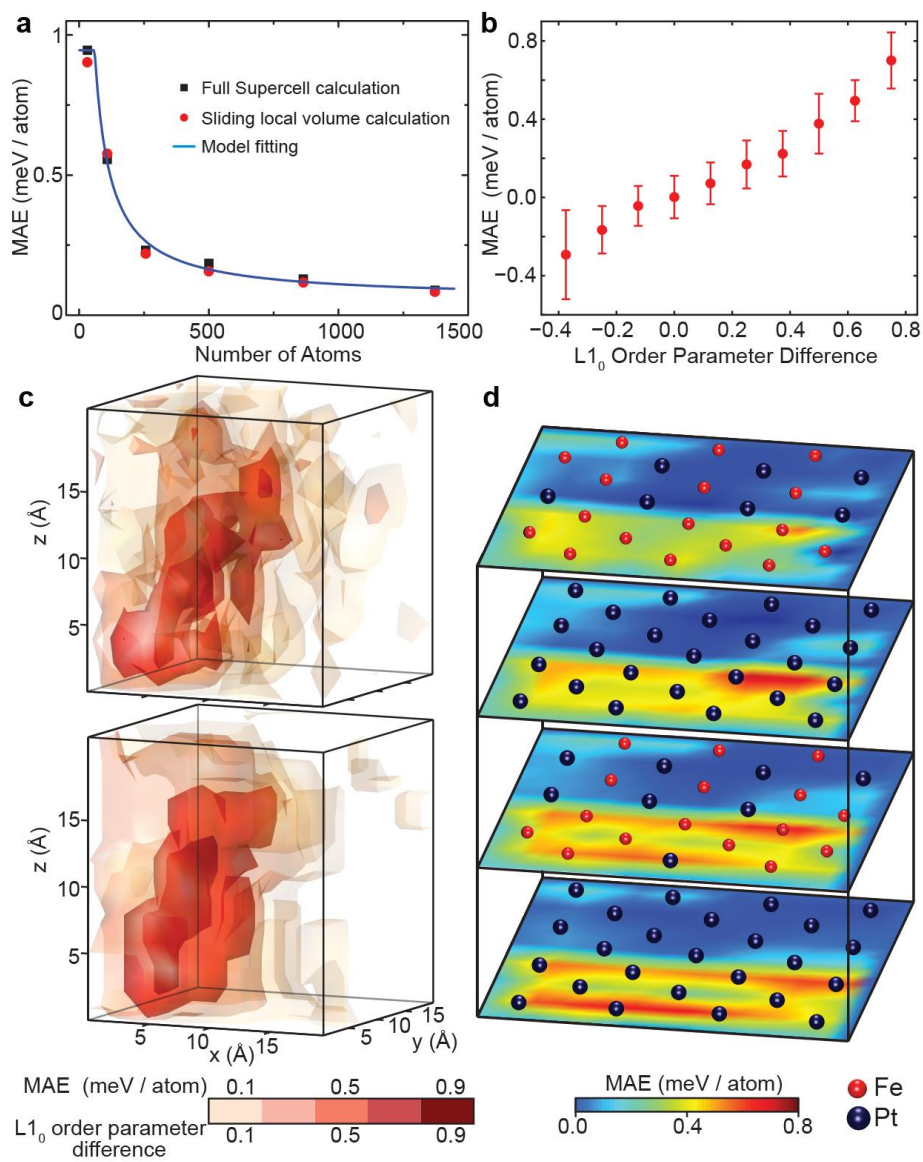 a
1
0.5
0
MAE (meV / atom)
Full Supercell calculation
Sliding local volume calculation
Model fitting
0 500 1000 1500
Number of Atoms
b
0.8
0.4
0.0
−0.4
MAE (meV / atom)
−0.4 −0.2 0.0 0.2 0.4 0.6 0.8
L1₀ Order Parameter Difference
c
z (Å)
15
10
5
z (Å)
15
10
5
5 10 15
x (Å)
5 10 15
y (Å)
MAE (meV / atom) 0.1 0.5 0.9
L1₀ order parameter
difference
0.1 0.5 0.9
d
MAE (meV / atom)
0.0 0.4 0.8
Fe
Pt